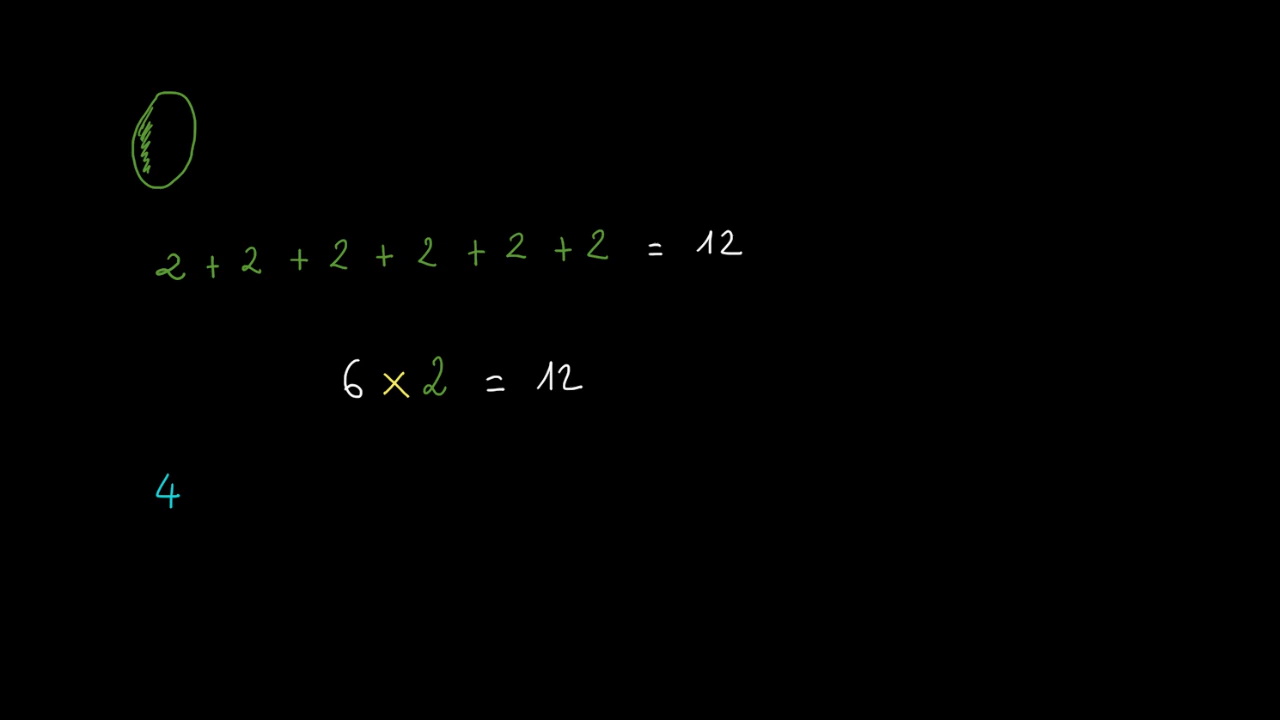 2 + 2 + 2 + 2 + 2 + 2 = 12
6 × 2 = 12
4